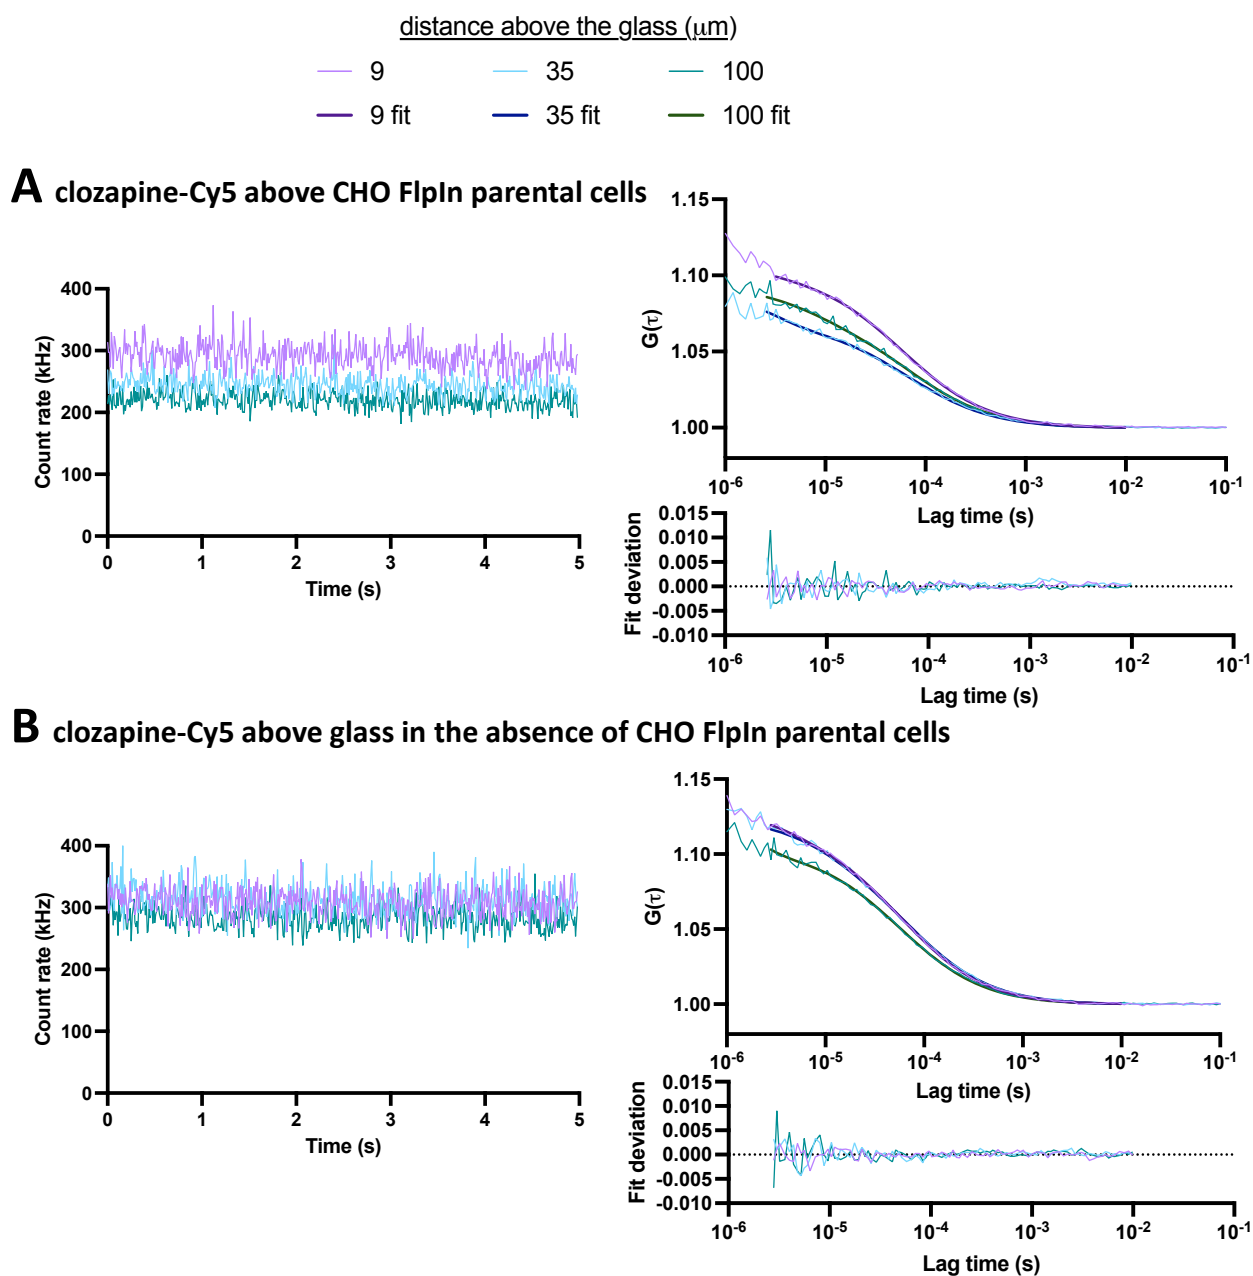 distance above the glass (μm)
9 35 100
9 fit 35 fit 100 fit
A clozapine-Cy5 above CHO FlpIn parental cells
400
300
200
100
0
Count rate (kHz)
0 1 2 3 4 5
Time (s)
1.15
1.10
1.05
1.00
G(τ)
10-6 10-5 10-4 10-3 10-2 10-1
Lag time (s)
0.015
0.010
0.005
0.000
-0.005
-0.010
Fit deviation
10-6 10-5 10-4 10-3 10-2 10-1
Lag time (s)
B clozapine-Cy5 above glass in the absence of CHO FlpIn parental cells
400
300
200
100
0
Count rate (kHz)
0 1 2 3 4 5
Time (s)
1.15
1.10
1.05
1.00
G(τ)
10-6 10-5 10-4 10-3 10-2 10-1
Lag time (s)
0.015
0.010
0.005
0.000
-0.005
-0.010
Fit deviation
10-6 10-5 10-4 10-3 10-2 10-1
Lag time (s)